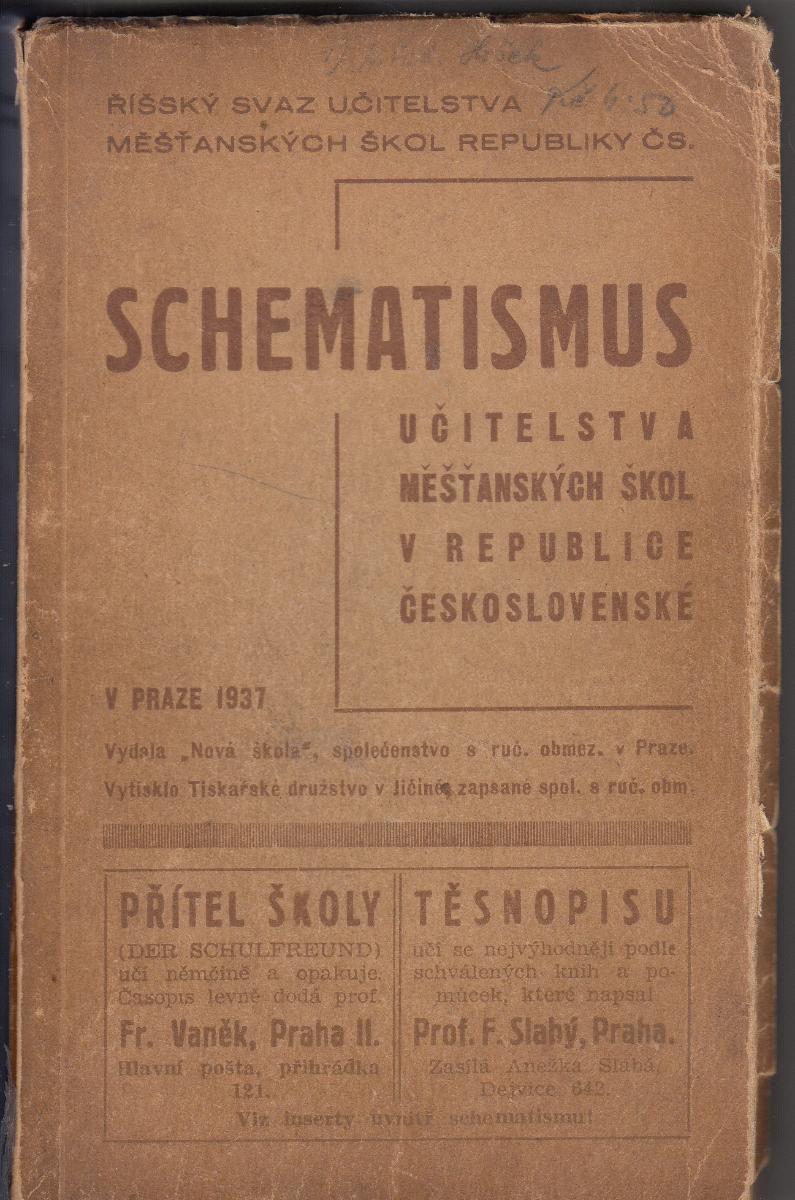 Kč 6·50
ŘÍŠSKÝ SVAZ UČITELSTVA
MĚŠŤANSKÝCH ŠKOL REPUBLIKY ČS.
SCHEMATISMUS
UČITELSTVA
MĚŠŤANSKÝCH ŠKOL
V REPUBLICE
ČESKOSLOVENSKÉ
V PRAZE 1937
Vydala „Nová škola“, společenstvo s ruč. obmez. v Praze.
Vytisklo Tiskařské družstvo v Jičíně, zapsané spol. s ruč. obm.
PŘÍTEL ŠKOLY
(DER SCHULFREUND)
učí němčině a opakuje.
Časopis levně dodá prof.
Fr. Vaněk, Praha II.
Hlavní pošta, přihrádka
121.
TĚSNOPISU
učí se nejvýhodněji podle
schválených knih a po-
můcek, které napsal
Prof. F. Slabý, Praha.
Zasílá Anežka Slabá,
Dejvice 642.
Viz inserty uvnitř schematismu!